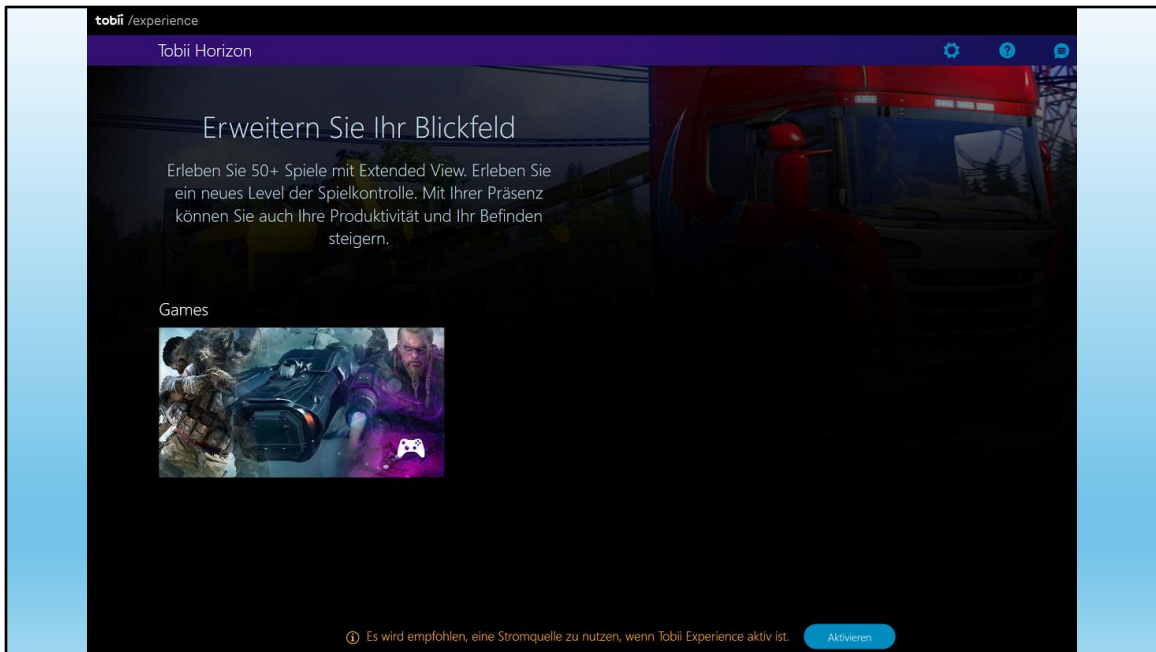 tobii /experience
Tobii Horizon
Erweitern Sie Ihr Blickfeld
Erleben Sie 50+ Spiele mit Extended View. Erleben Sie
ein neues Level der Spielkontrolle. Mit Ihrer Präsenz
können Sie auch Ihre Produktivität und Ihr Befinden
steigern.
Games
Es wird empfohlen, eine Stromquelle zu nutzen, wenn Tobii Experience aktiv ist.
Aktivieren